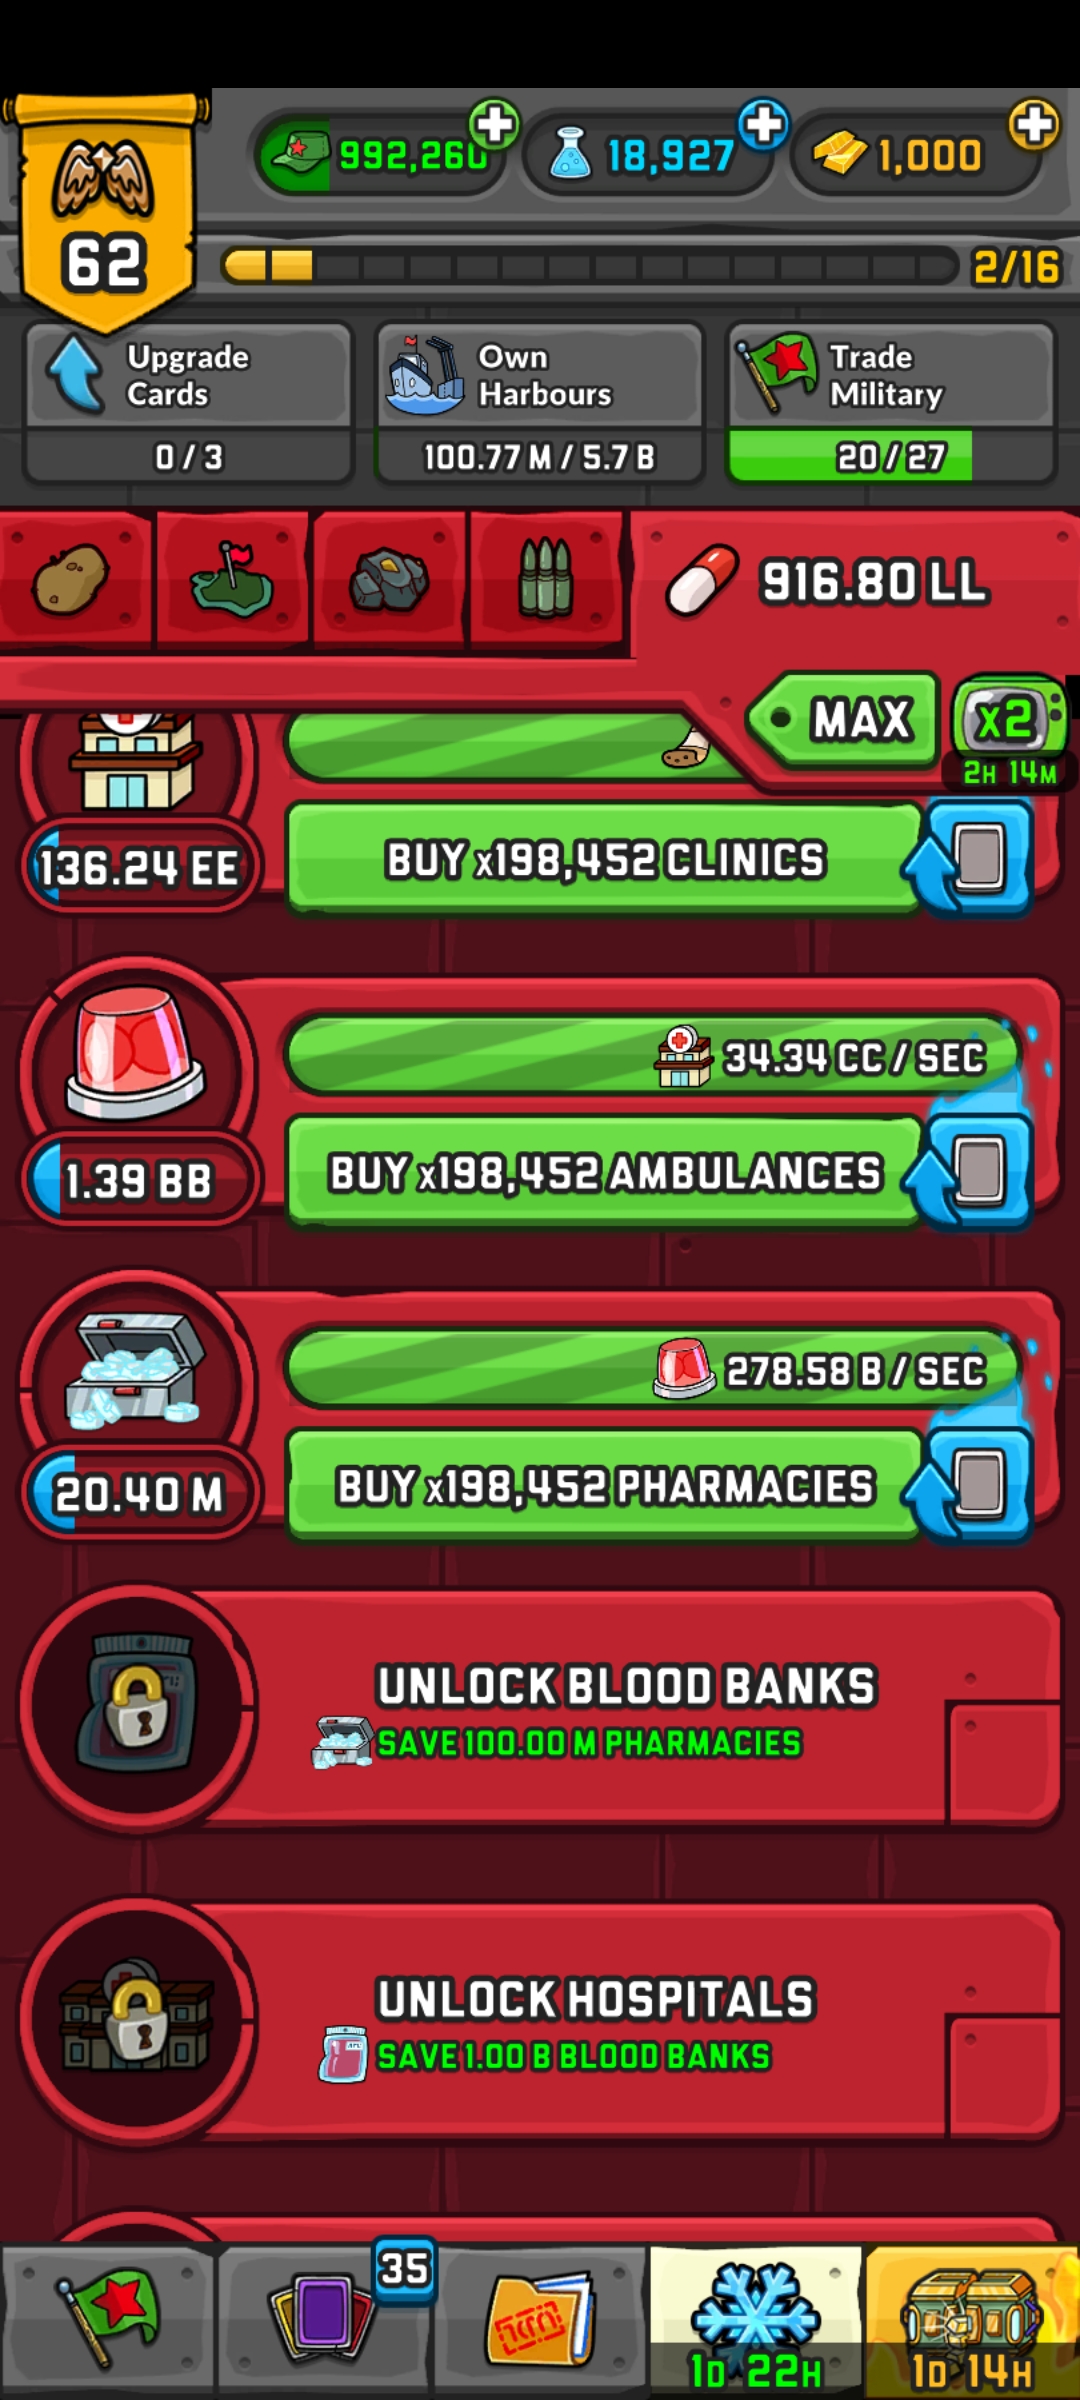 992,260
18,927
1,000
62
2/16
Upgrade
Cards
0 / 3
Own
Harbours
100.77 M / 5.7 B
Trade
Military
20 / 27
916.80 LL
MAX
x2
2H 14M
136.24 EE
BUY x198,452 CLINICS
34.34 CC / SEC
1.39 BB
BUY x198,452 AMBULANCES
278.58 B / SEC
20.40 M
BUY x198,452 PHARMACIES
UNLOCK BLOOD BANKS
SAVE 100.00 M PHARMACIES
UNLOCK HOSPITALS
SAVE 1.00 B BLOOD BANKS
35
1D 22H
1D 14H